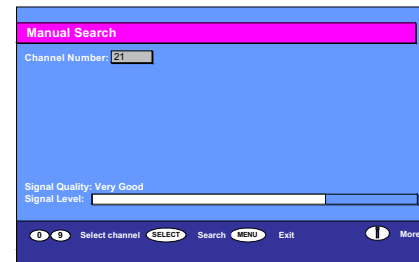 Manual Search
Channel Number: 21
Signal Quality: Very Good
Signal Level:
0 9 Select channel SELECT Search MENU Exit i More